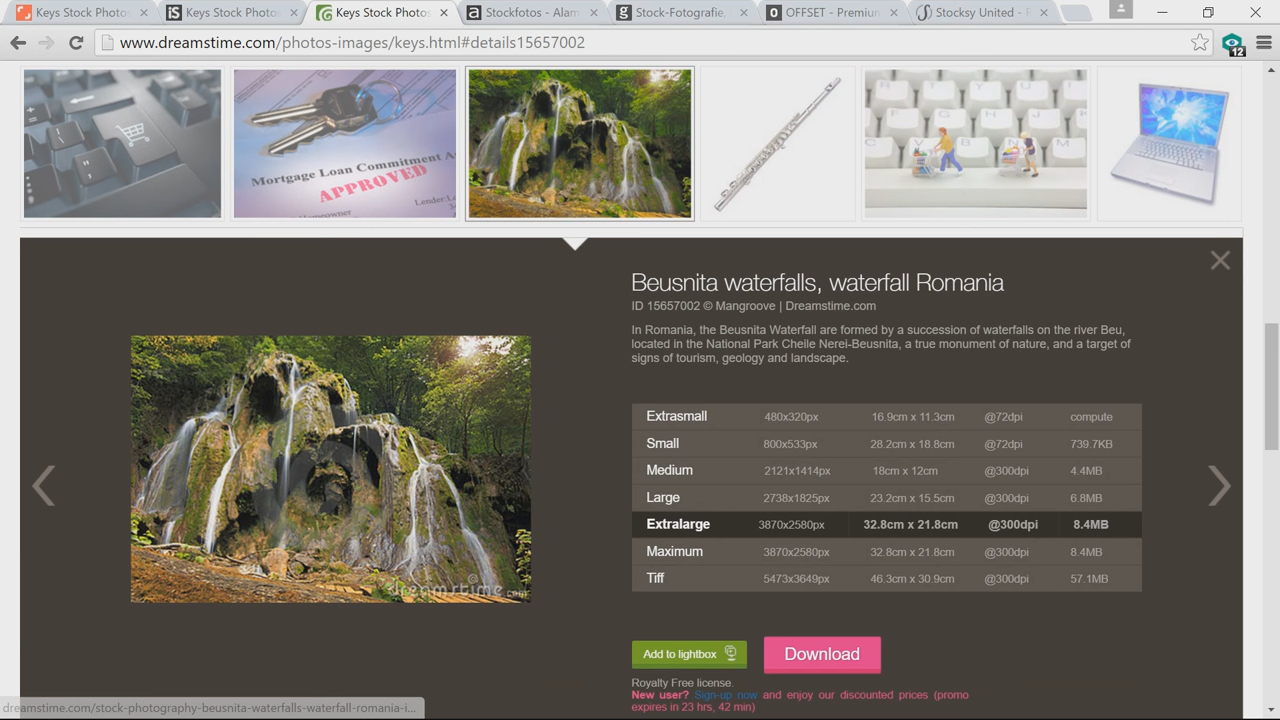 Keys Stock Photos
Keys Stock Photos
Keys Stock Photos
Stockfotos - Alam
Stock-Fotografie,
OFFSET - Premium
Stocksy United - R
www.dreamstime.com/photos-images/keys.html#details15657002
12
Mortgage Loan Commitment
APPROVED
Homeowner
Lender:
Beusnita waterfalls, waterfall Romania
ID 15657002 © Mangroove | Dreamstime.com
In Romania, the Beusnita Waterfall are formed by a succession of waterfalls on the river Beu,
located in the National Park Cheile Nerei-Beusnita, a true monument of nature, and a target of
signs of tourism, geology and landscape.
Extrasmall 480x320px 16.9cm x 11.3cm @72dpi compute
Small 800x533px 28.2cm x 18.8cm @72dpi 739.7KB
Medium 2121x1414px 18cm x 12cm @300dpi 4.4MB
Large 2738x1825px 23.2cm x 15.5cm @300dpi 6.8MB
Extralarge 3870x2580px 32.8cm x 21.8cm @300dpi 8.4MB
Maximum 3870x2580px 32.8cm x 21.8cm @300dpi 8.4MB
Tiff 5473x3649px 46.3cm x 30.9cm @300dpi 57.1MB
dreamstime.com
Add to lightbox
Download
Royalty Free license.
New user? Sign-up now and enjoy our discounted prices (promo
expires in 23 hrs, 42 min)
dreamstime.com/stock-photography-beusnita-waterfalls-waterfall-romania-i...